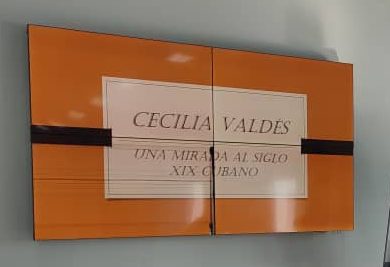 CECILIA VALDÉS
UNA MIRADA AL SIGLO
XIX CUBANO